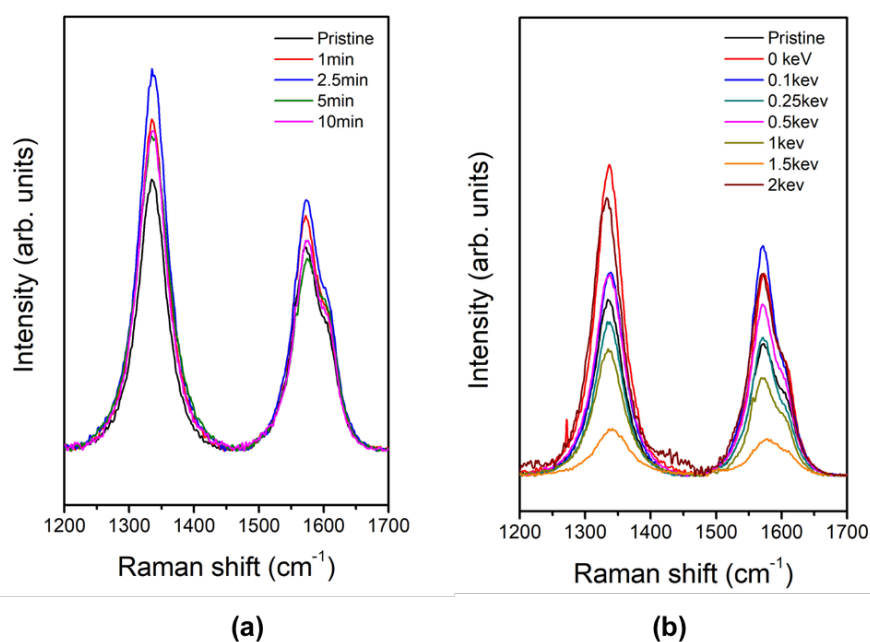 Pristine
1min
2.5min
5min
10min
Intensity (arb. units)
1200 1300 1400 1500 1600 1700
Raman shift (cm⁻¹)
(a)
Pristine
0 keV
0.1kev
0.25kev
0.5kev
1kev
1.5kev
2kev
Intensity (arb. units)
1200 1300 1400 1500 1600 1700
Raman shift (cm⁻¹)
(b)